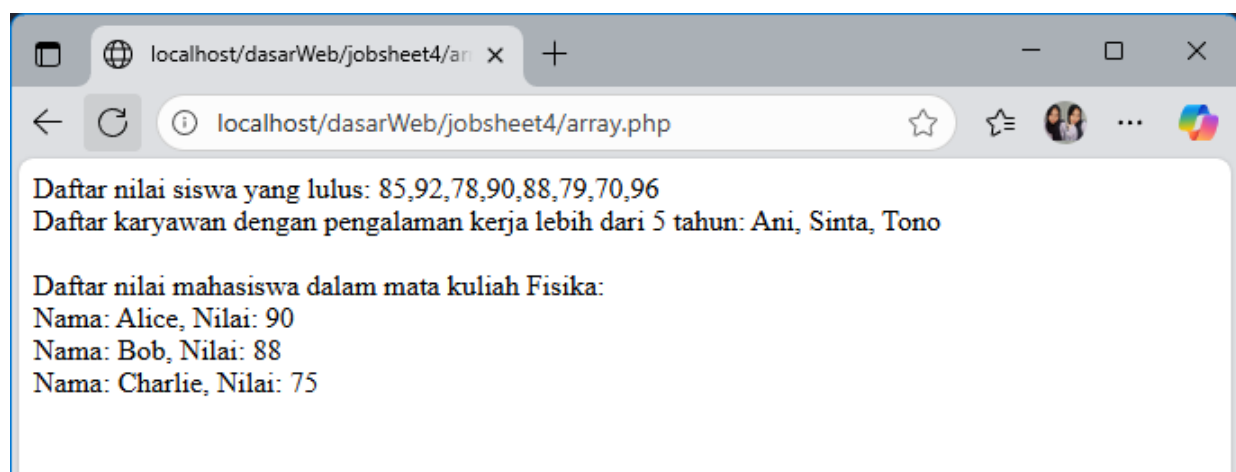 localhost/dasarWeb/jobsheet4/ar
localhost/dasarWeb/jobsheet4/array.php
Daftar nilai siswa yang lulus: 85,92,78,90,88,79,70,96
Daftar karyawan dengan pengalaman kerja lebih dari 5 tahun: Ani, Sinta, Tono
Daftar nilai mahasiswa dalam mata kuliah Fisika:
Nama: Alice, Nilai: 90
Nama: Bob, Nilai: 88
Nama: Charlie, Nilai: 75